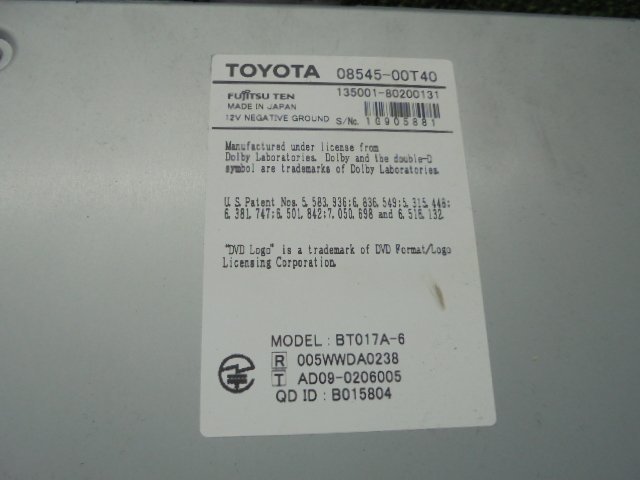 TOYOTA 08545-00T40
FUJITSU TEN 135001-80200131
MADE IN JAPAN
12V NEGATIVE GROUND S/No. 10905881
Manufactured under license from
Dolby Laboratories. Dolby and the double-D
symbol are trademarks of Dolby Laboratories.
U.S. Patent Nos. 5,583,936;6,836,549;5,315,448;
6,381,747;6,501,842;7,050,698 and 6,516,132
"DVD Logo" is a trademark of DVD Format/Logo
Licensing Corporation.
MODEL : BT017A-6
R 005WWDA0238
T AD09-0206005
QD ID : B015804